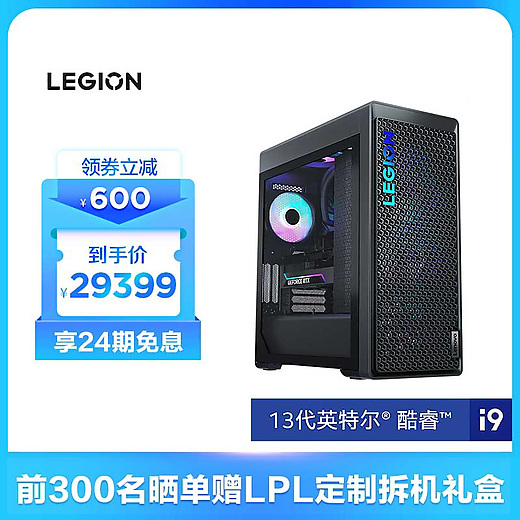 LEGION
领券立减
¥600
到手价
¥29399
享24期免息
LEGION
GEFORCE RTX
13代英特尔® 酷睿™ i9
前300名晒单赠LPL定制拆机礼盒